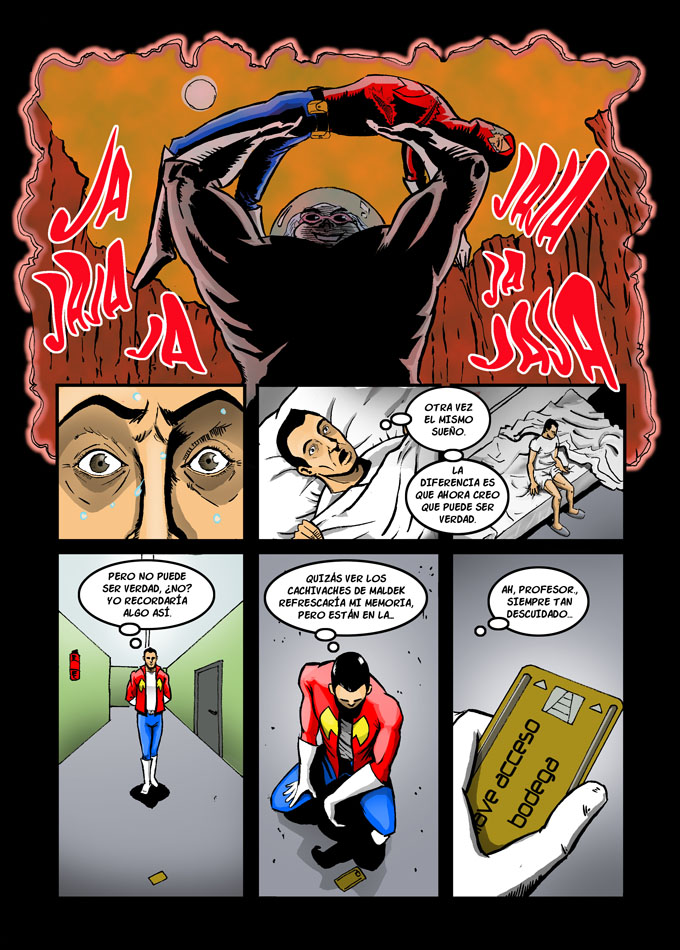 JA
JAJA
JA
JAJA
JA
JAJA
OTRA VEZ
EL MISMO
SUEÑO.
LA
DIFERENCIA ES
QUE AHORA CREO
QUE PUEDE SER
VERDAD.
PERO NO PUEDE
SER VERDAD, ¿NO?
YO RECORDARÍA
ALGO ASÍ.
QUIZÁS VER LOS
CACHIVACHES DE MALDEK
REFRESCARÍA MI MEMORIA,
PERO ESTÁN EN LA...
AH, PROFESOR.,
SIEMPRE TAN
DESCUIDADO...
lave acceso
bodega